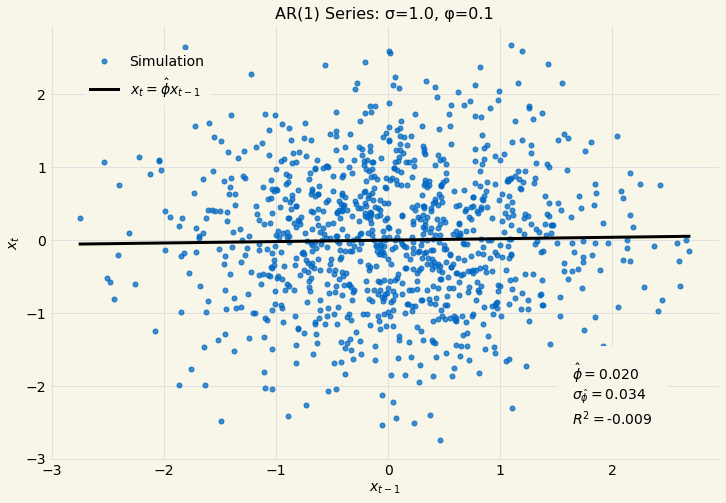 AR(1) Series: σ=1.0, φ=0.1
Simulation
x_t = ϕ̂x_{t−1}
2
1
0
−1
−2
−3
x_t
ϕ̂ = 0.020
σ_ϕ̂ = 0.034
R² = -0.009
−3 −2 −1 0 1 2
x_{t−1}